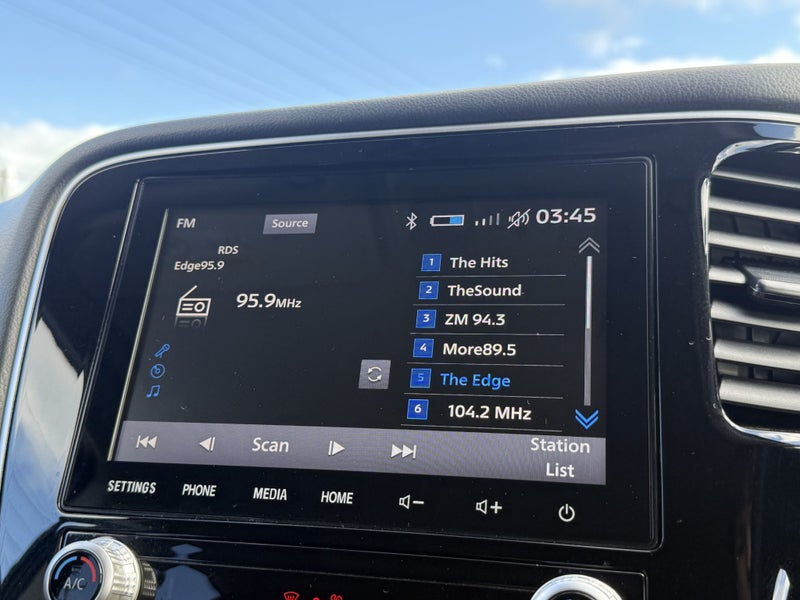 FM
Source
03:45
RDS
Edge95.9
95.9MHz
1 The Hits
2 TheSound
3 ZM 94.3
4 More89.5
5 The Edge
6 104.2 MHz
Scan
Station
List
SETTINGS
PHONE
MEDIA
HOME
A/C